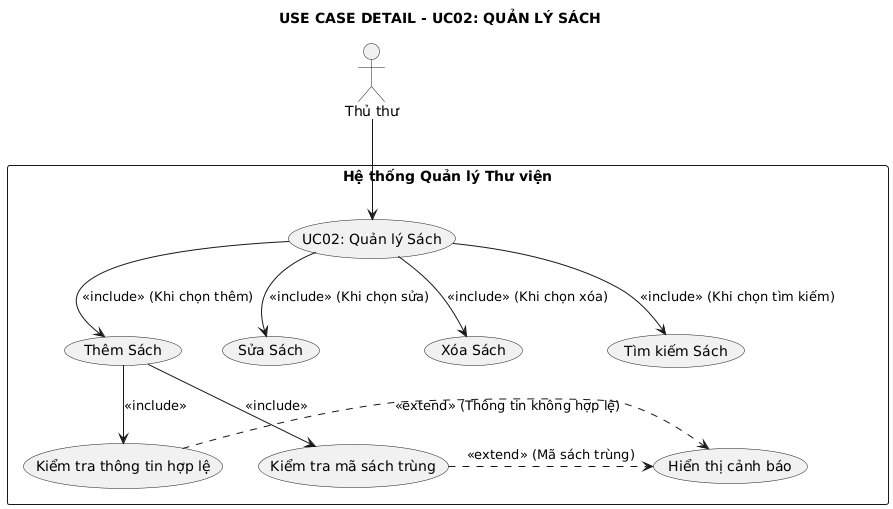 USE CASE DETAIL - UC02: QUẢN LÝ SÁCH
Thủ thư
Hệ thống Quản lý Thư viện
UC02: Quản lý Sách
«include» (Khi chọn thêm)
«include» (Khi chọn sửa)
«include» (Khi chọn xóa)
«include» (Khi chọn tìm kiếm)
Thêm Sách
Sửa Sách
Xóa Sách
Tìm kiếm Sách
«include»
«include»
«extend» (Thông tin không hợp lệ)
«extend» (Mã sách trùng)
Kiểm tra thông tin hợp lệ
Kiểm tra mã sách trùng
Hiển thị cảnh báo